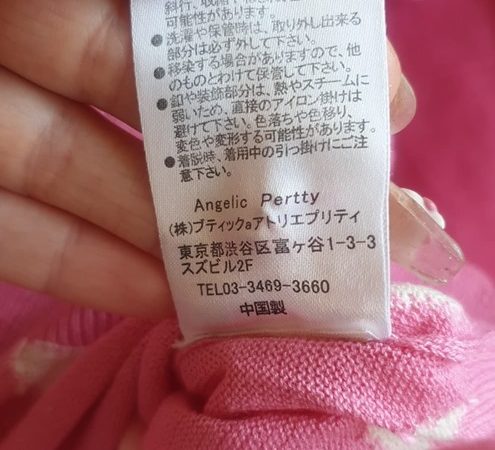 可能性があります。
●洗濯や保管時は、取り外し出来る
部分は必ず外して下さい。
●移染する場合がありますので、他
のものとわけて保管して下さい。
●釦や装飾部分は、熱やスチームに
弱いため、直接のアイロン掛けは
避けて下さい。色落ちや色移り、
変色や変形する可能性があります。
●着脱時、着用中の引っ掛けにご注
意下さい。
Angelic Pertty
(株)ブティックaアトリエプリティ
東京都渋谷区富ヶ谷1-3-3
スズビル2F
TEL03-3469-3660
中国製